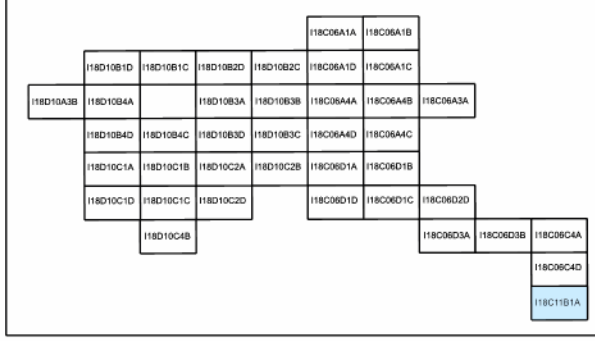 I18C06A1A I18C06A1B
I18D10B1D I18D10B1C I18D10B2D I18D10B2C I18C06A1D I18C06A1C
I18D10A3B I18D10B4A I18D10B3A I18D10B3B I18C06A4A I18C06A4B I18C06A3A
I18D10B4D I18D10B4C I18D10B3D I18D10B3C I18C06A4D I18C06A4C
I18D10C1A I18D10C1B I18D10C2A I18D10C2B I18C06D1A I18C06D1B
I18D10C1D I18D10C1C I18D10C2D I18C06D1D I18C06D1C I18C06D2D
I18D10C4B I18C06D3A I18C06D3B I18C06C4A
I18C06C4D
I18C11B1A